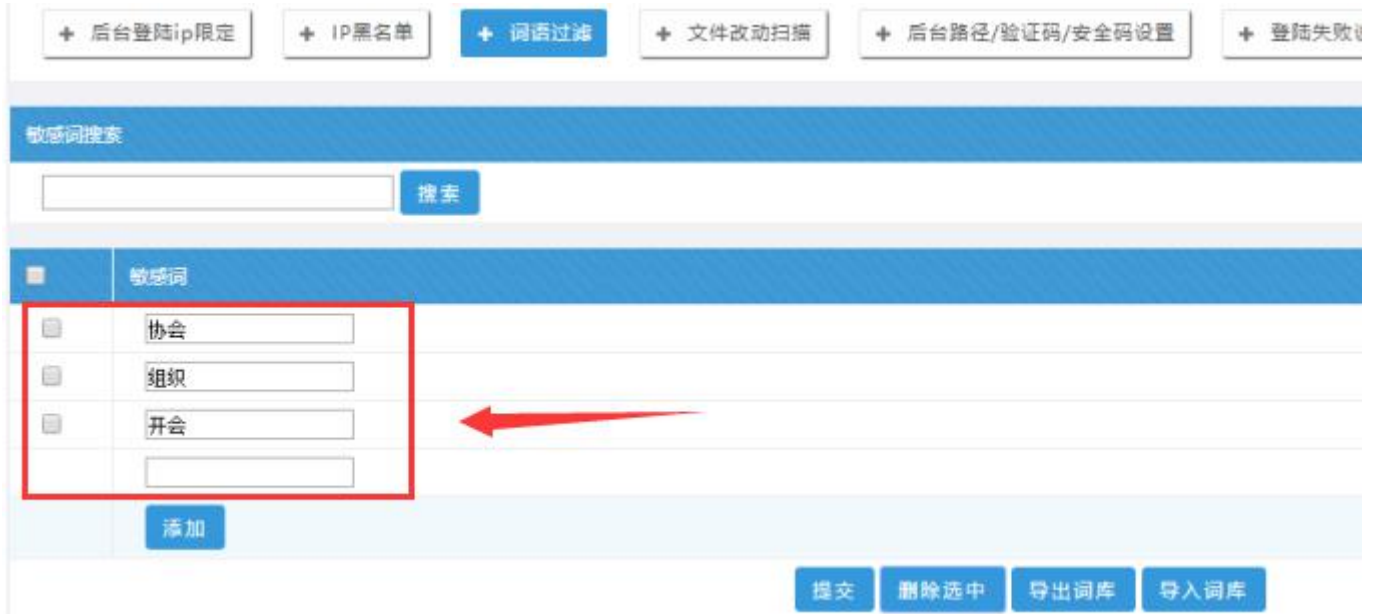 + 后台登陆ip限定 + IP黑名单 + 词语过滤 + 文件改动扫描 + 后台路径/验证码/安全码设置 + 登陆失败
敏感词搜索
搜索
敏感词
协会
组织
开会
添加
提交 删除选中 导出词库 导入词库